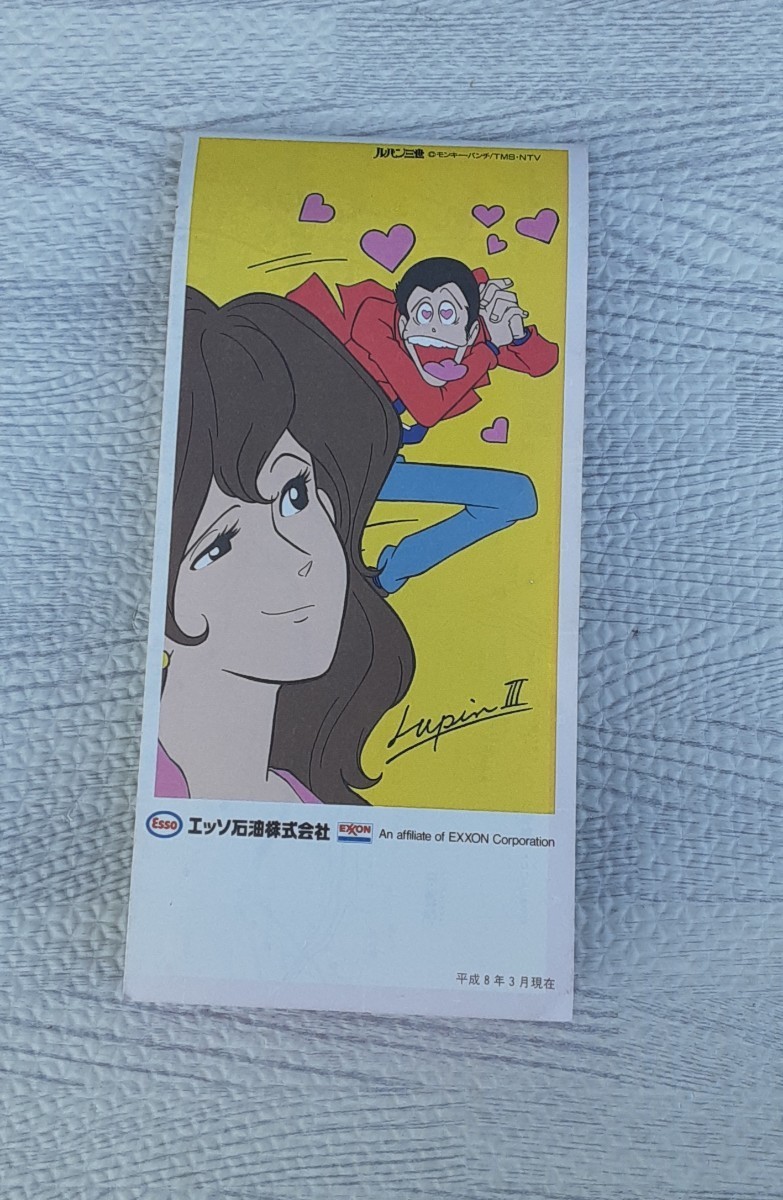 ルパン三世 ©モンキー・パンチ/TMS・NTV
Lupin III
Esso エッソ石油株式会社 EXXON An affiliate of EXXON Corporation
平成8年3月現在